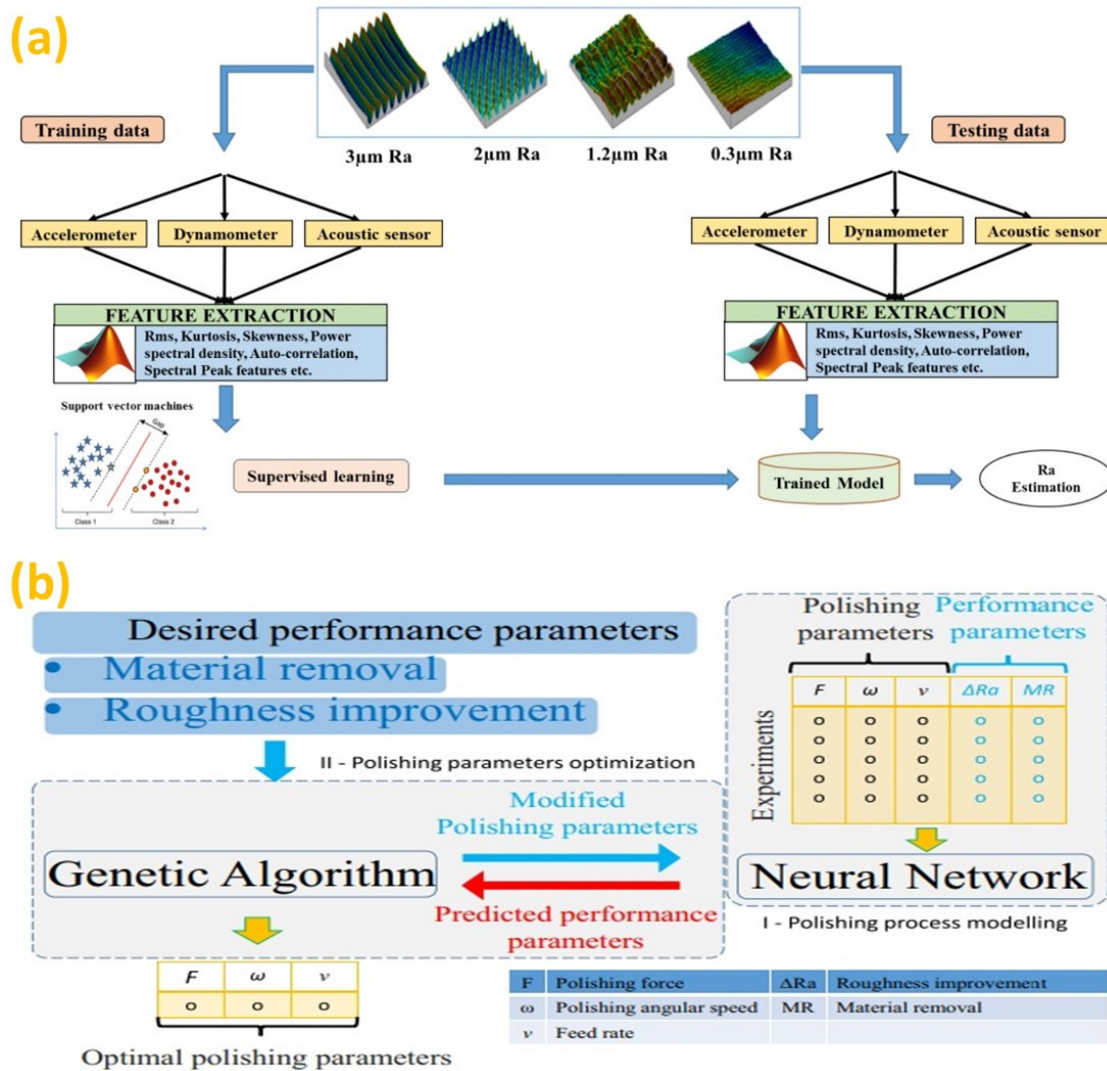 (a)
Training data
3μm Ra
2μm Ra
1.2μm Ra
0.3μm Ra
Testing data
Accelerometer
Dynamometer
Acoustic sensor
FEATURE EXTRACTION
Rms, Kurtosis, Skewness, Power
spectral density, Auto-correlation,
Spectral Peak features etc.
Support vector machines
Gap
Class 1
Class 2
Supervised learning
Accelerometer
Dynamometer
Acoustic sensor
FEATURE EXTRACTION
Rms, Kurtosis, Skewness, Power
spectral density, Auto-correlation,
Spectral Peak features etc.
Trained Model
Ra
Estimation
(b)
Desired performance parameters
• Material removal
• Roughness improvement
II - Polishing parameters optimization
Genetic Algorithm
Modified
Polishing parameters
Predicted performance
parameters
F ω v
o o o
Optimal polishing parameters
Polishing
parameters
Performance
parameters
Experiments
F ω v ΔRa MR
o o o o o
o o o o o
o o o o o
o o o o o
o o o o o
Neural Network
I - Polishing process modelling
F Polishing force ΔRa Roughness improvement
ω Polishing angular speed MR Material removal
v Feed rate